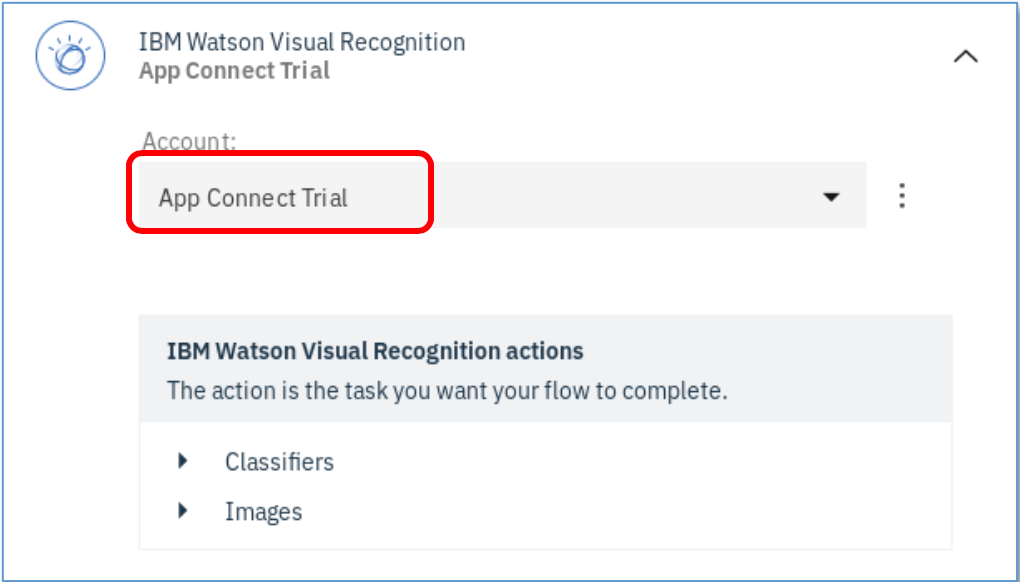 IBM Watson Visual Recognition
App Connect Trial
Account:
App Connect Trial
IBM Watson Visual Recognition actions
The action is the task you want your flow to complete.
Classifiers
Images